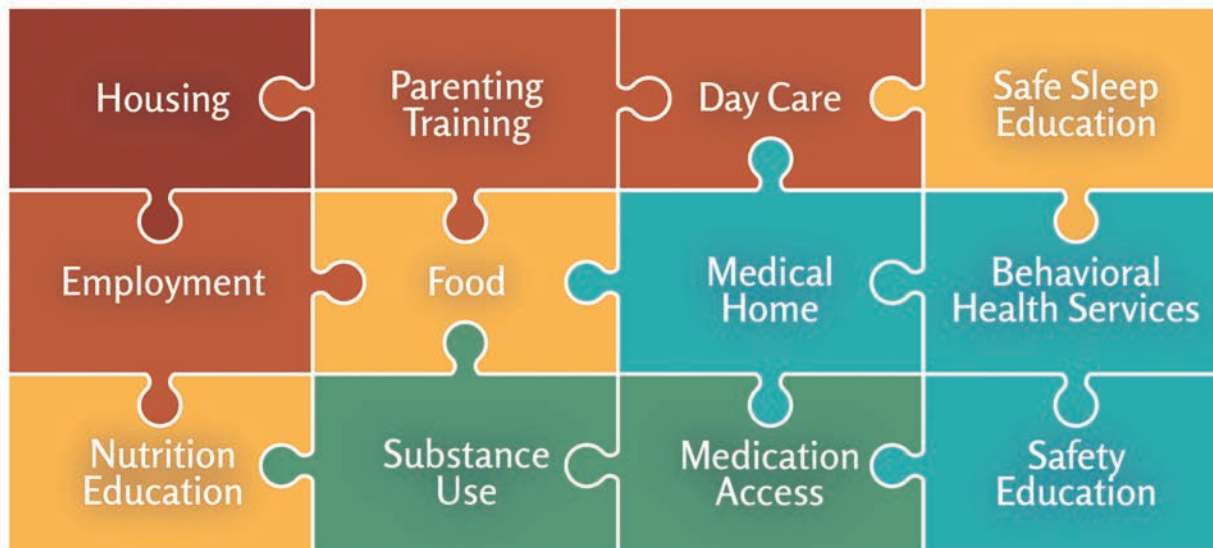 Housing
Parenting
Training
Day Care
Safe Sleep
Education
Employment
Food
Medical
Home
Behavioral
Health Services
Nutrition
Education
Substance
Use
Medication
Access
Safety
Education